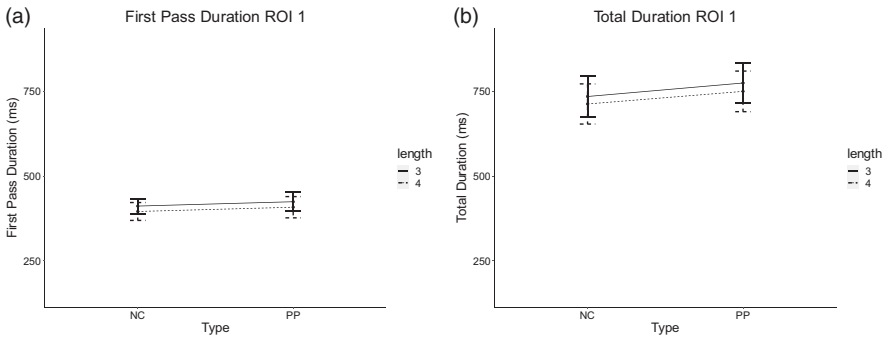 (a)
First Pass Duration ROI 1
First Pass Duration (ms)
750
500
250
NC
PP
Type
length
3
4
(b)
Total Duration ROI 1
Total Duration (ms)
750
500
250
NC
PP
Type
length
3
4